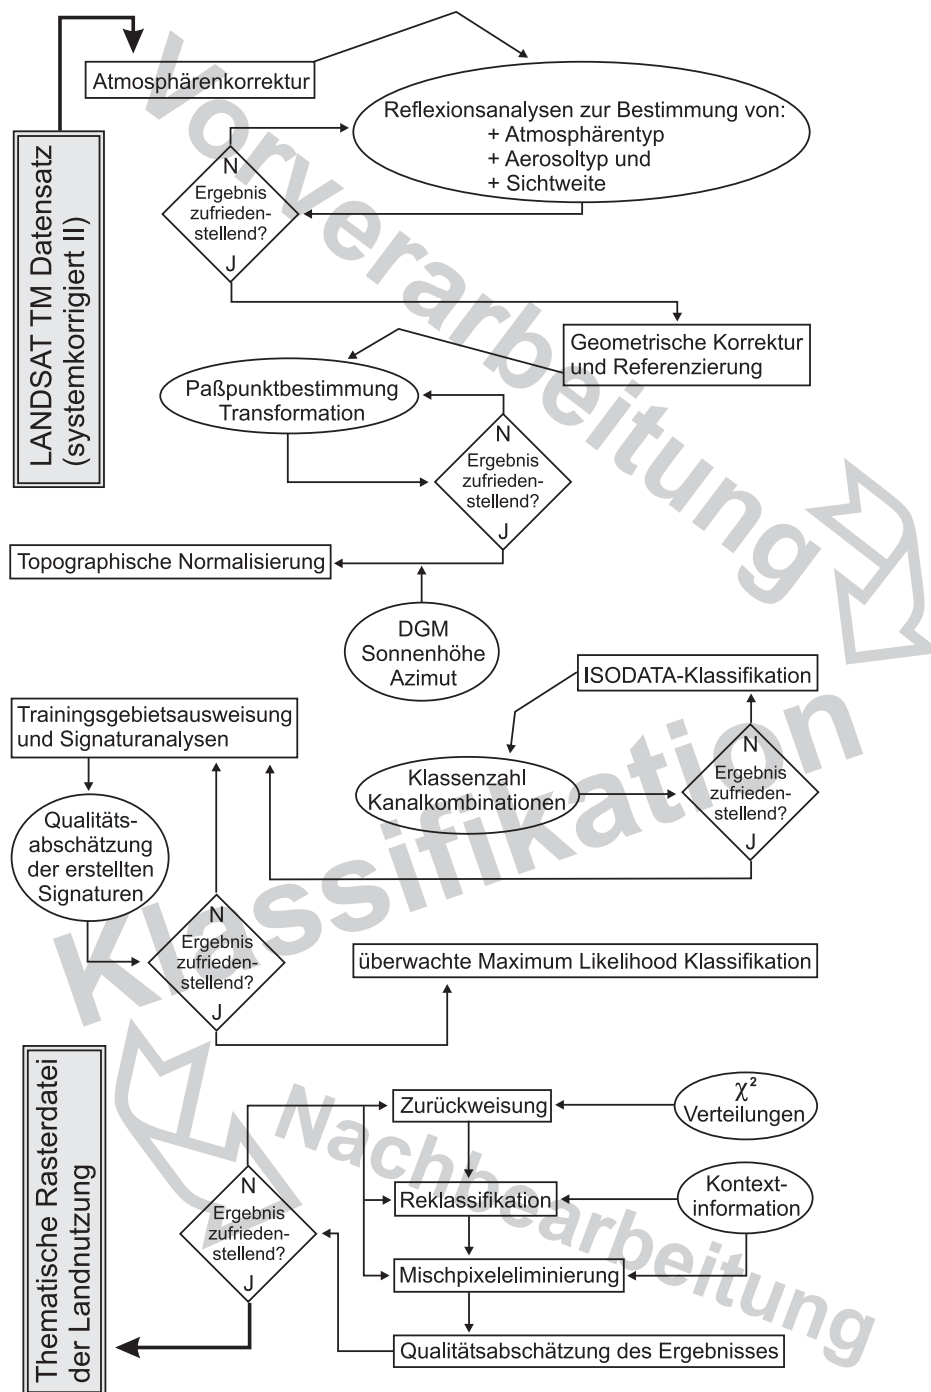 Atmosphärenkorrektur
Reflexionsanalysen zur Bestimmung von:
+ Atmosphärentyp
+ Aerosoltyp und
+ Sichtweite
N
Ergebnis
zufrieden-
stellend?
J
LANDSAT TM Datensatz
(systemkorrigiert II)
Vorverarbeitung
Geometrische Korrektur
und Referenzierung
Paßpunktbestimmung
Transformation
N
Ergebnis
zufrieden-
stellend?
J
Topographische Normalisierung
DGM
Sonnenhöhe
Azimut
ISODATA-Klassifikation
Klassenzahl
Kanalkombinationen
N
Ergebnis
zufrieden-
stellend?
J
Klassifikation
Trainingsgebietsausweisung
und Signaturanalysen
Qualitäts-
abschätzung
der erstellten
Signaturen
N
Ergebnis
zufrieden-
stellend?
J
überwachte Maximum Likelihood Klassifikation
Nachbearbeitung
Zurückweisung
χ²
Verteilungen
Reklassifikation
Kontext-
information
Mischpixeleliminierung
Qualitätsabschätzung des Ergebnisses
N
Ergebnis
zufrieden-
stellend?
J
Thematische Rasterdatei
der Landnutzung